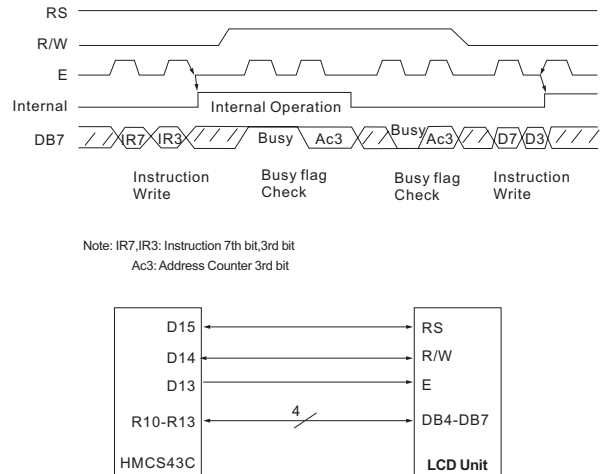 RS
R/W
E
Internal Internal Operation
DB7 IR7 IR3 Busy Ac3 Busy Ac3 D7 D3
Instruction Write Busy flag Check Busy flag Check Instruction Write
Note: IR7,IR3: Instruction 7th bit,3rd bit
Ac3: Address Counter 3rd bit
D15 RS
D14 R/W
D13 E
R10-R13 4 DB4-DB7
HMCS43C LCD Unit